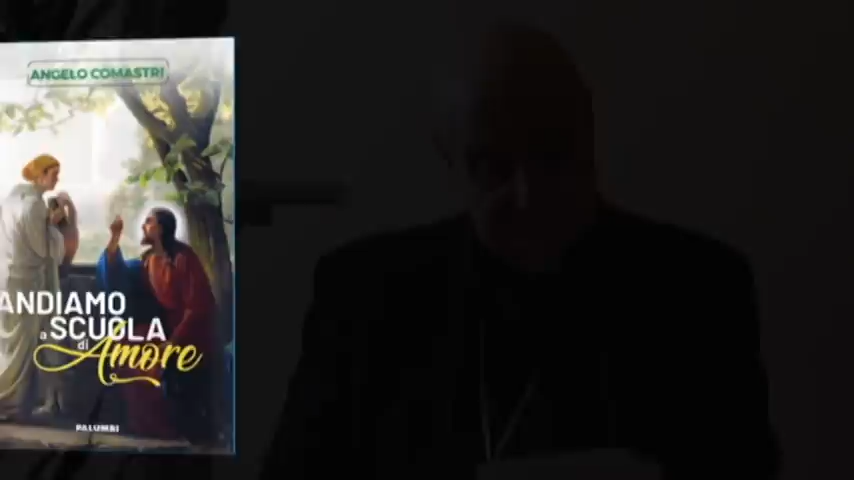 ANGELO COMASTRI
ANDIAMO
a SCUOLA
di Amore
PALUMBI